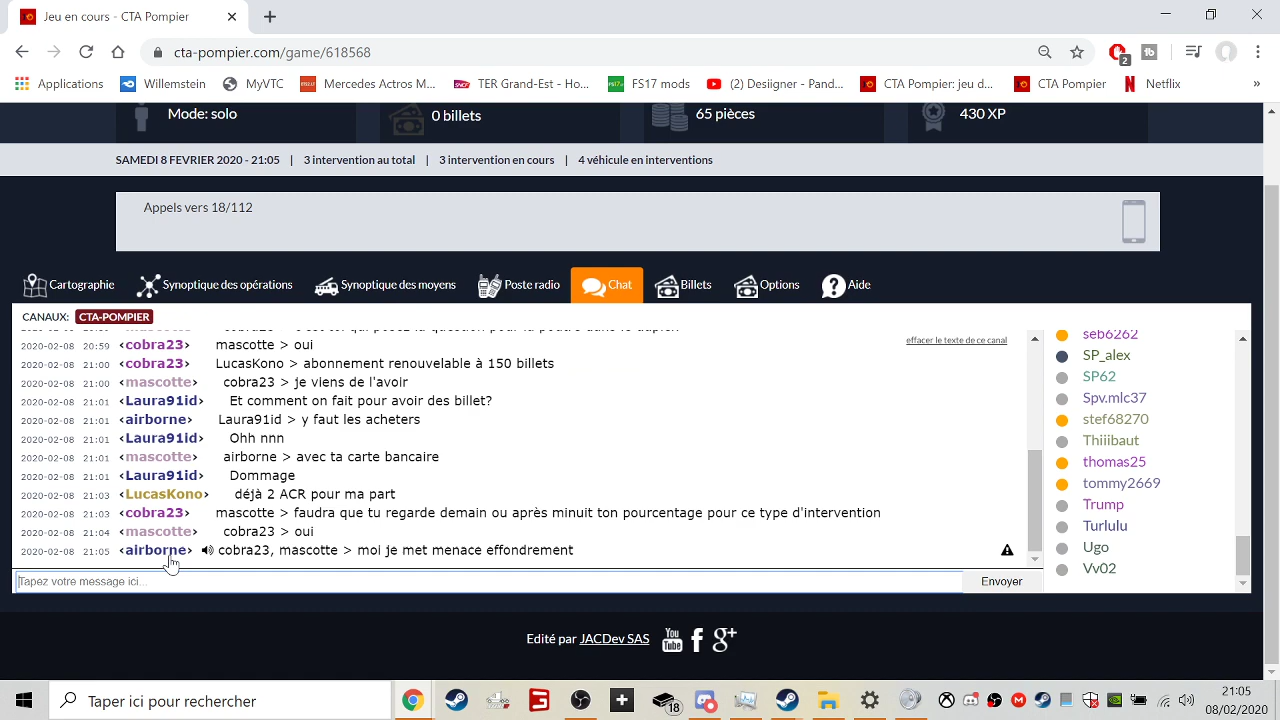 Jeu en cours - CTA Pompier
cta-pompier.com/game/618568
2
Applications
Willemstein
MyVTC
Mercedes Actros M...
TER Grand-Est - Ho...
FS17 mods
(2) Desiigner - Pand...
CTA Pompier: jeu d...
CTA Pompier
Netflix
»
Mode: solo
0 billets
65 pièces
430 XP
SAMEDI 8 FEVRIER 2020 - 21:05 | 3 intervention au total | 3 intervention en cours | 4 véhicule en interventions
Appels vers 18/112
Cartographie
Synoptique des opérations
Synoptique des moyens
Poste radio
Chat
Billets
Options
Aide
CANAUX: CTA-POMPIER
effacer le texte de ce canal
2020-02-08 20:59 ‹cobra23› mascotte > oui
2020-02-08 21:00 ‹cobra23› LucasKono > abonnement renouvelable à 150 billets
2020-02-08 21:00 ‹mascotte› cobra23 > je viens de l'avoir
2020-02-08 21:01 ‹Laura91id› Et comment on fait pour avoir des billet?
2020-02-08 21:01 ‹airborne› Laura91id > y faut les acheters
2020-02-08 21:01 ‹Laura91id› Ohh nnn
2020-02-08 21:01 ‹mascotte› airborne > avec ta carte bancaire
2020-02-08 21:01 ‹Laura91id› Dommage
2020-02-08 21:03 ‹LucasKono› déjà 2 ACR pour ma part
2020-02-08 21:03 ‹cobra23› mascotte > faudra que tu regarde demain ou après minuit ton pourcentage pour ce type d'intervention
2020-02-08 21:04 ‹mascotte› cobra23 > oui
2020-02-08 21:05 ‹airborne› cobra23, mascotte > moi je met menace effondrement
Tapez votre message ici...
Envoyer
seb6262
SP_alex
SP62
Spv.mlc37
stef68270
Thiiibaut
thomas25
tommy2669
Trump
Turlulu
Ugo
Vv02
Edité par JACDev SAS
You Tube
Taper ici pour rechercher
18
21:05
08/02/2020